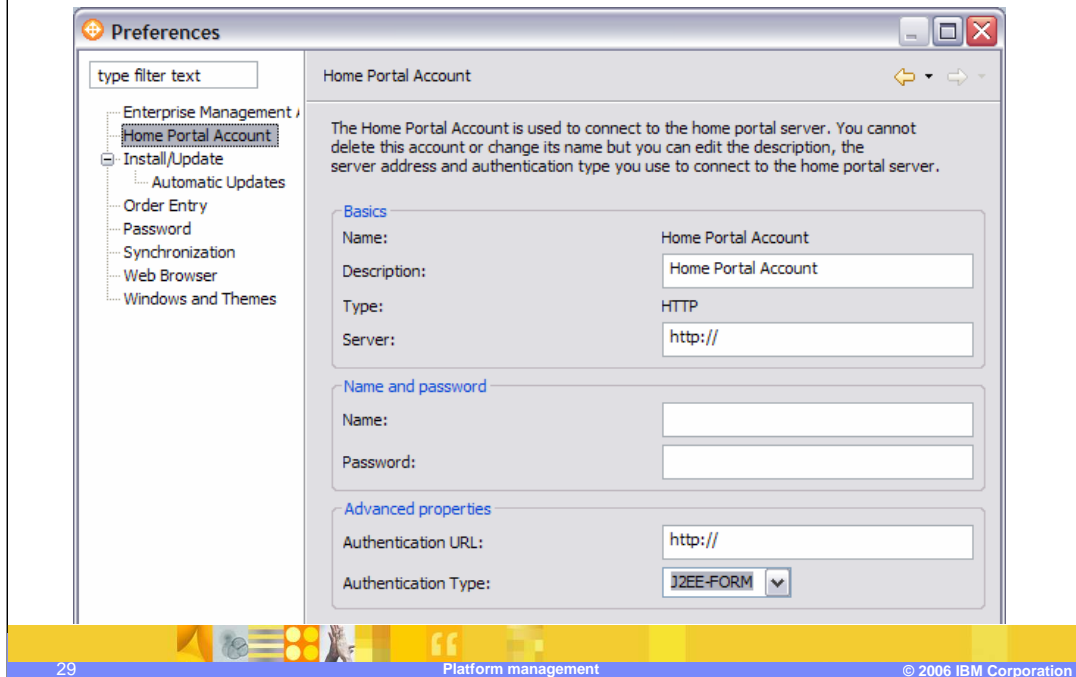 Preferences
type filter text
Home Portal Account
Enterprise Management
Home Portal Account
Install/Update
Automatic Updates
Order Entry
Password
Synchronization
Web Browser
Windows and Themes
The Home Portal Account is used to connect to the home portal server. You cannot
delete this account or change its name but you can edit the description, the
server address and authentication type you use to connect to the home portal server.
Basics
Name: Home Portal Account
Description: Home Portal Account
Type: HTTP
Server: http://
Name and password
Name:
Password:
Advanced properties
Authentication URL: http://
Authentication Type: J2EE-FORM
29 Platform management © 2006 IBM Corporation